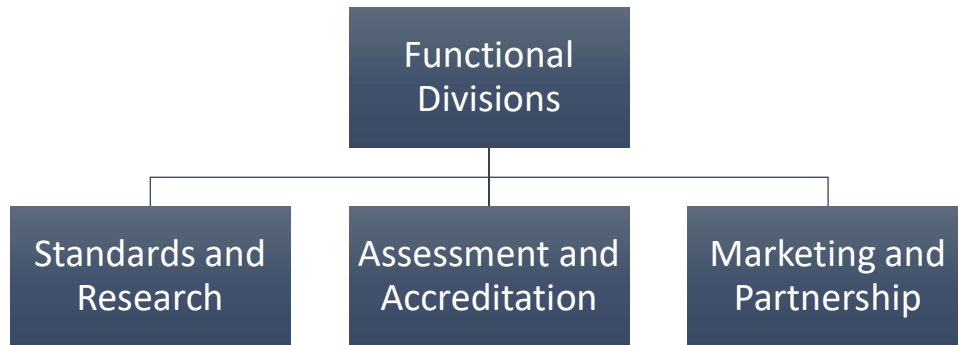 Functional
Divisions
Standards and
Research
Assessment and
Accreditation
Marketing and
Partnership